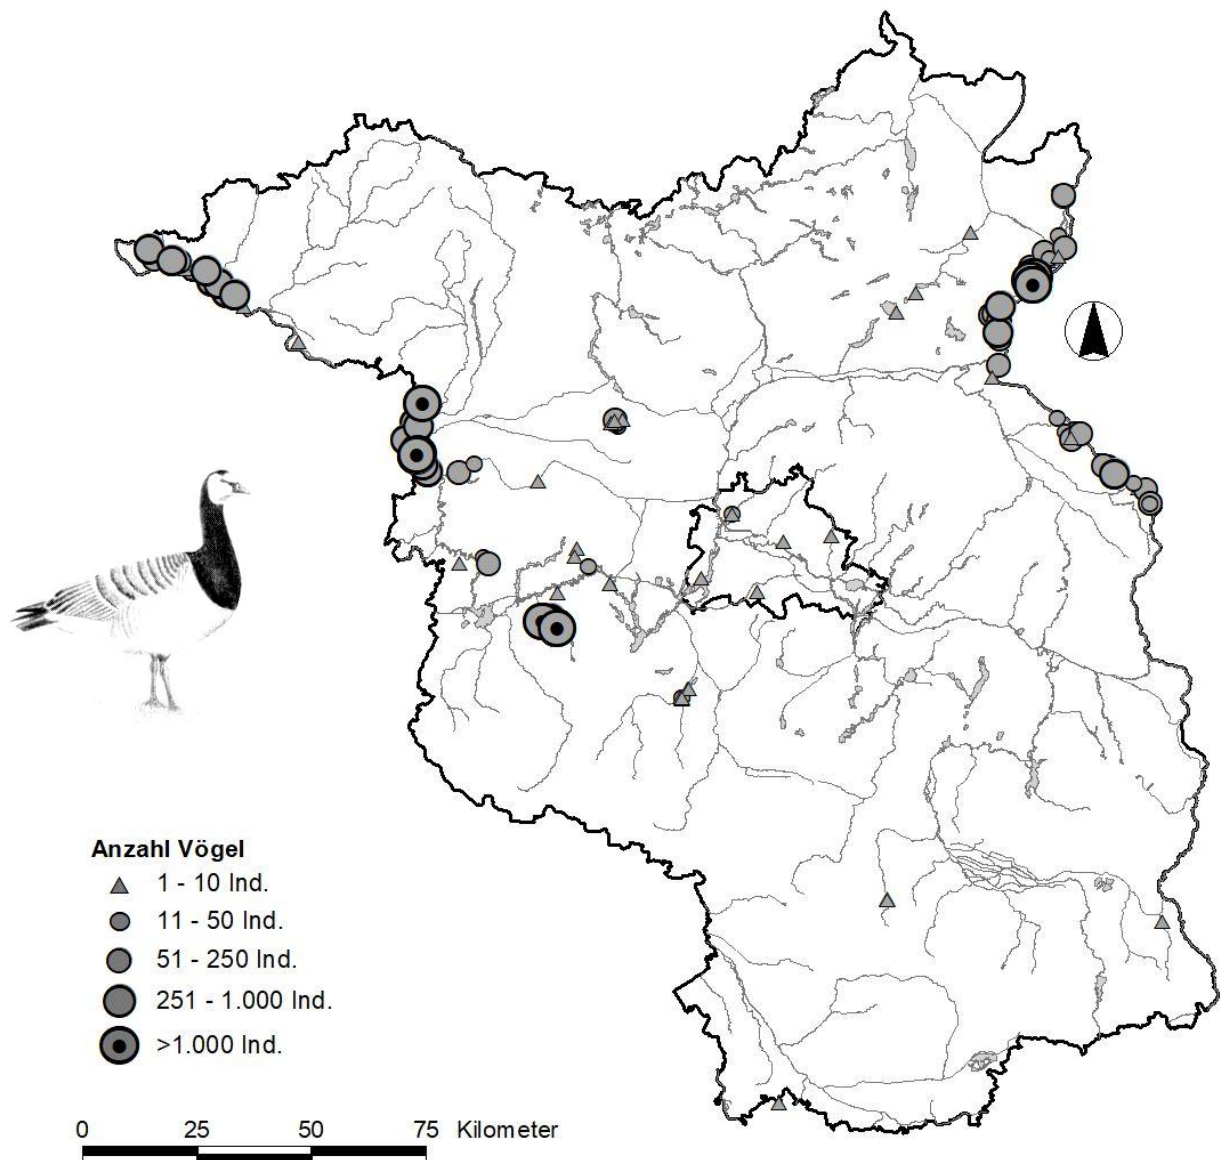 Anzahl Vögel
1 - 10 Ind.
11 - 50 Ind.
51 - 250 Ind.
251 - 1.000 Ind.
>1.000 Ind.
0 25 50 75 Kilometer